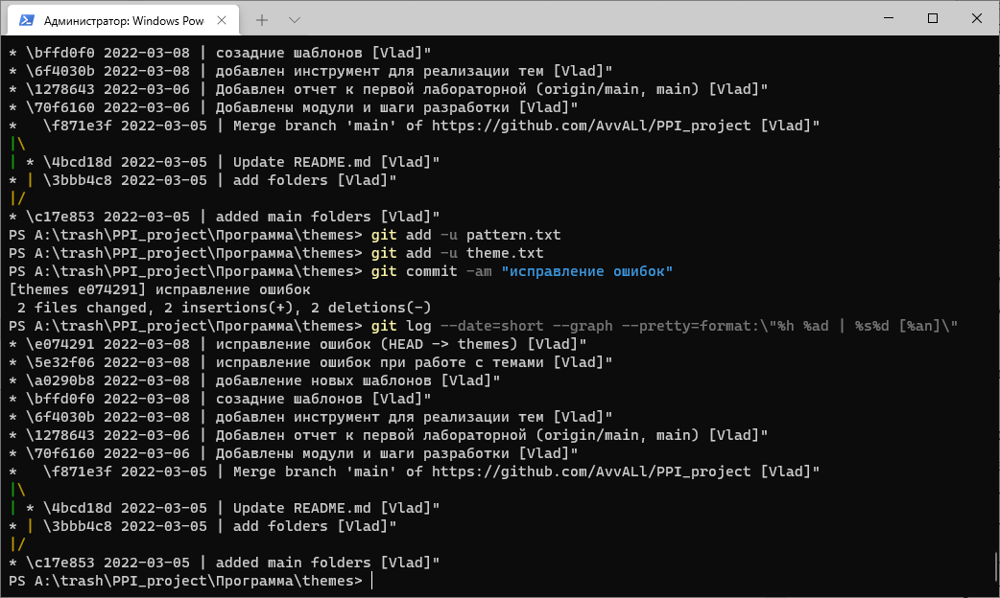 Администратор: Windows Pow
* \bffd0f0 2022-03-08 | созадние шаблонов [Vlad]"
* \6f4030b 2022-03-08 | добавлен инструмент для реализации тем [Vlad]"
* \1278643 2022-03-06 | Добавлен отчет к первой лабораторной (origin/main, main) [Vlad]"
* \70f6160 2022-03-06 | Добавлены модули и шаги разработки [Vlad]"
*   \f871e3f 2022-03-05 | Merge branch 'main' of https://github.com/AvvALl/PPI_project [Vlad]"
|\
| * \4bcd18d 2022-03-05 | Update README.md [Vlad]"
* | \3bbb4c8 2022-03-05 | add folders [Vlad]"
|/
* \c17e853 2022-03-05 | added main folders [Vlad]"
PS A:\trash\PPI_project\Программа\themes> git add -u pattern.txt
PS A:\trash\PPI_project\Программа\themes> git add -u theme.txt
PS A:\trash\PPI_project\Программа\themes> git commit -am "исправление ошибок"
[themes e074291] исправление ошибок
 2 files changed, 2 insertions(+), 2 deletions(-)
PS A:\trash\PPI_project\Программа\themes> git log --date=short --graph --pretty=format:\"%h %ad | %s%d [%an]\"
* \e074291 2022-03-08 | исправление ошибок (HEAD -> themes) [Vlad]"
* \5e32f06 2022-03-08 | исправление ошибок при работе с темами [Vlad]"
* \a0290b8 2022-03-08 | добавление новых шаблонов [Vlad]"
* \bffd0f0 2022-03-08 | созадние шаблонов [Vlad]"
* \6f4030b 2022-03-08 | добавлен инструмент для реализации тем [Vlad]"
* \1278643 2022-03-06 | Добавлен отчет к первой лабораторной (origin/main, main) [Vlad]"
* \70f6160 2022-03-06 | Добавлены модули и шаги разработки [Vlad]"
*   \f871e3f 2022-03-05 | Merge branch 'main' of https://github.com/AvvALl/PPI_project [Vlad]"
|\
| * \4bcd18d 2022-03-05 | Update README.md [Vlad]"
* | \3bbb4c8 2022-03-05 | add folders [Vlad]"
|/
* \c17e853 2022-03-05 | added main folders [Vlad]"
PS A:\trash\PPI_project\Программа\themes>